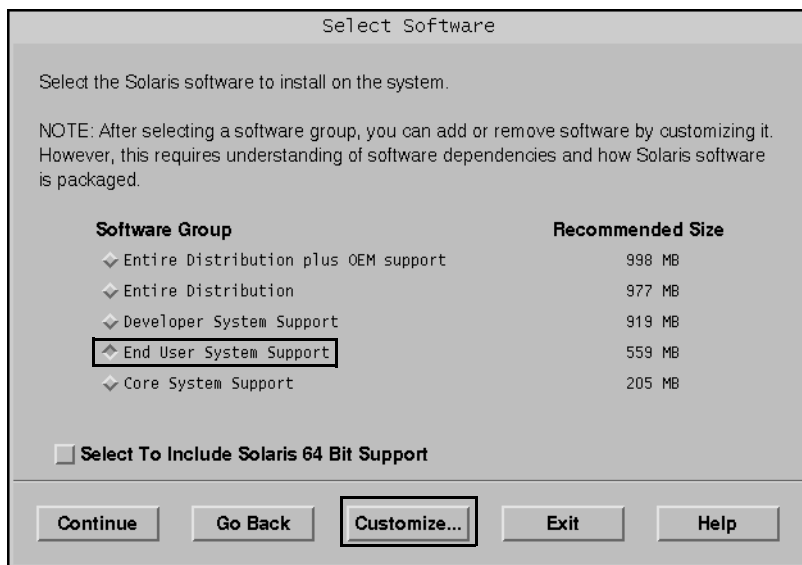 Select Software
Select the Solaris software to install on the system.
NOTE: After selecting a software group, you can add or remove software by customizing it.
However, this requires understanding of software dependencies and how Solaris software
is packaged.
Software Group Recommended Size
Entire Distribution plus OEM support 998 MB
Entire Distribution 977 MB
Developer System Support 919 MB
End User System Support 559 MB
Core System Support 205 MB
Select To Include Solaris 64 Bit Support
Continue Go Back Customize... Exit Help